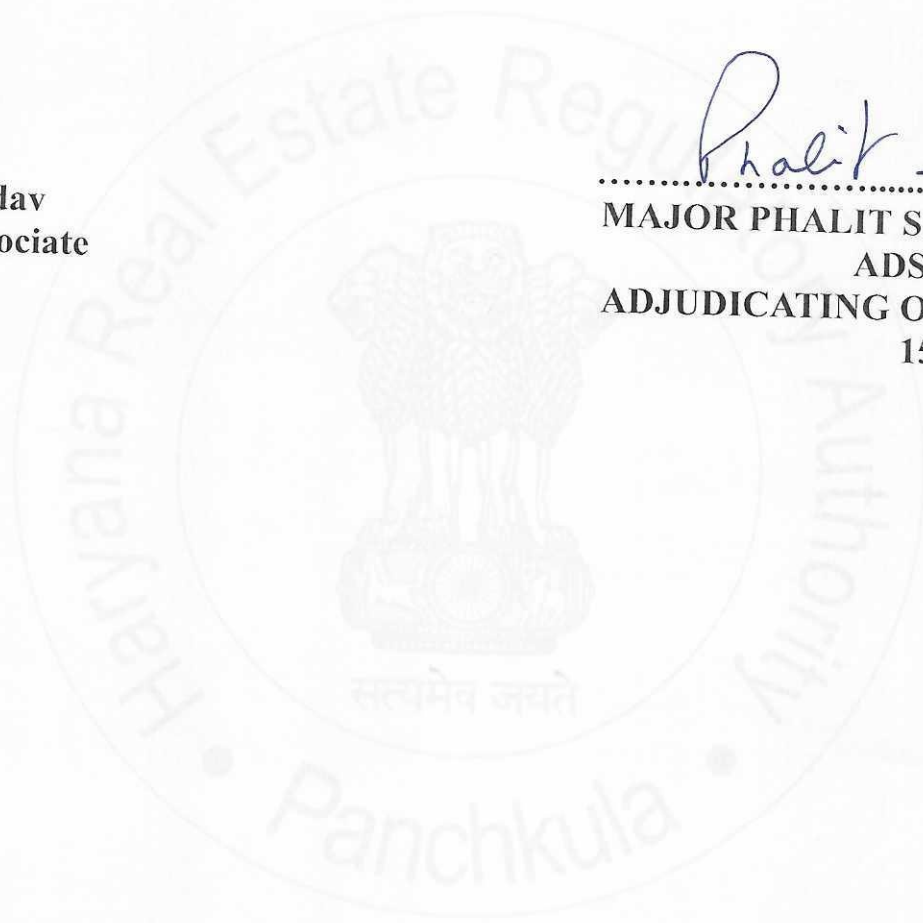 Phalit
dav
ociate
MAJOR PHALIT S
ADS
ADJUDICATING O
15
Haryana Real Estate Regulatory Authority
सत्यमेव जयते
• Panchkula •